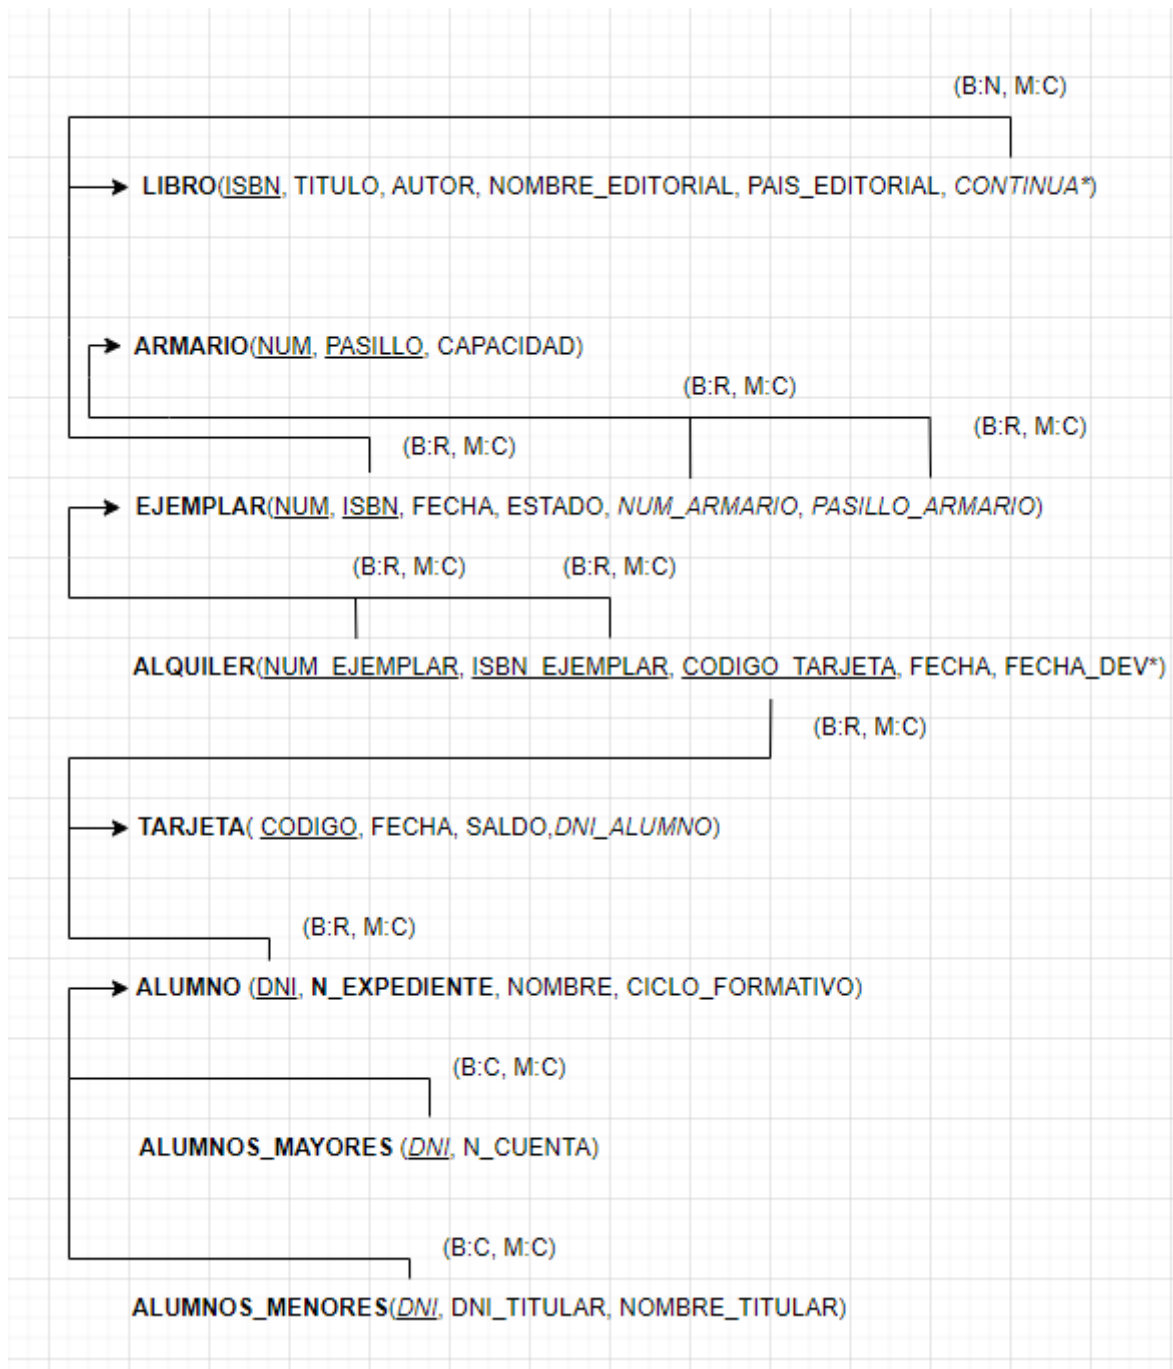 (B:N, M:C)
LIBRO(ISBN, TITULO, AUTOR, NOMBRE_EDITORIAL, PAIS_EDITORIAL, CONTINUA*)
ARMARIO(NUM, PASILLO, CAPACIDAD)
(B:R, M:C)
(B:R, M:C)
(B:R, M:C)
EJEMPLAR(NUM, ISBN, FECHA, ESTADO, NUM_ARMARIO, PASILLO_ARMARIO)
(B:R, M:C) (B:R, M:C)
ALQUILER(NUM_EJEMPLAR, ISBN_EJEMPLAR, CODIGO_TARJETA, FECHA, FECHA_DEV*)
(B:R, M:C)
TARJETA( CODIGO, FECHA, SALDO,DNI_ALUMNO)
(B:R, M:C)
ALUMNO (DNI, N_EXPEDIENTE, NOMBRE, CICLO_FORMATIVO)
(B:C, M:C)
ALUMNOS_MAYORES (DNI, N_CUENTA)
(B:C, M:C)
ALUMNOS_MENORES(DNI, DNI_TITULAR, NOMBRE_TITULAR)